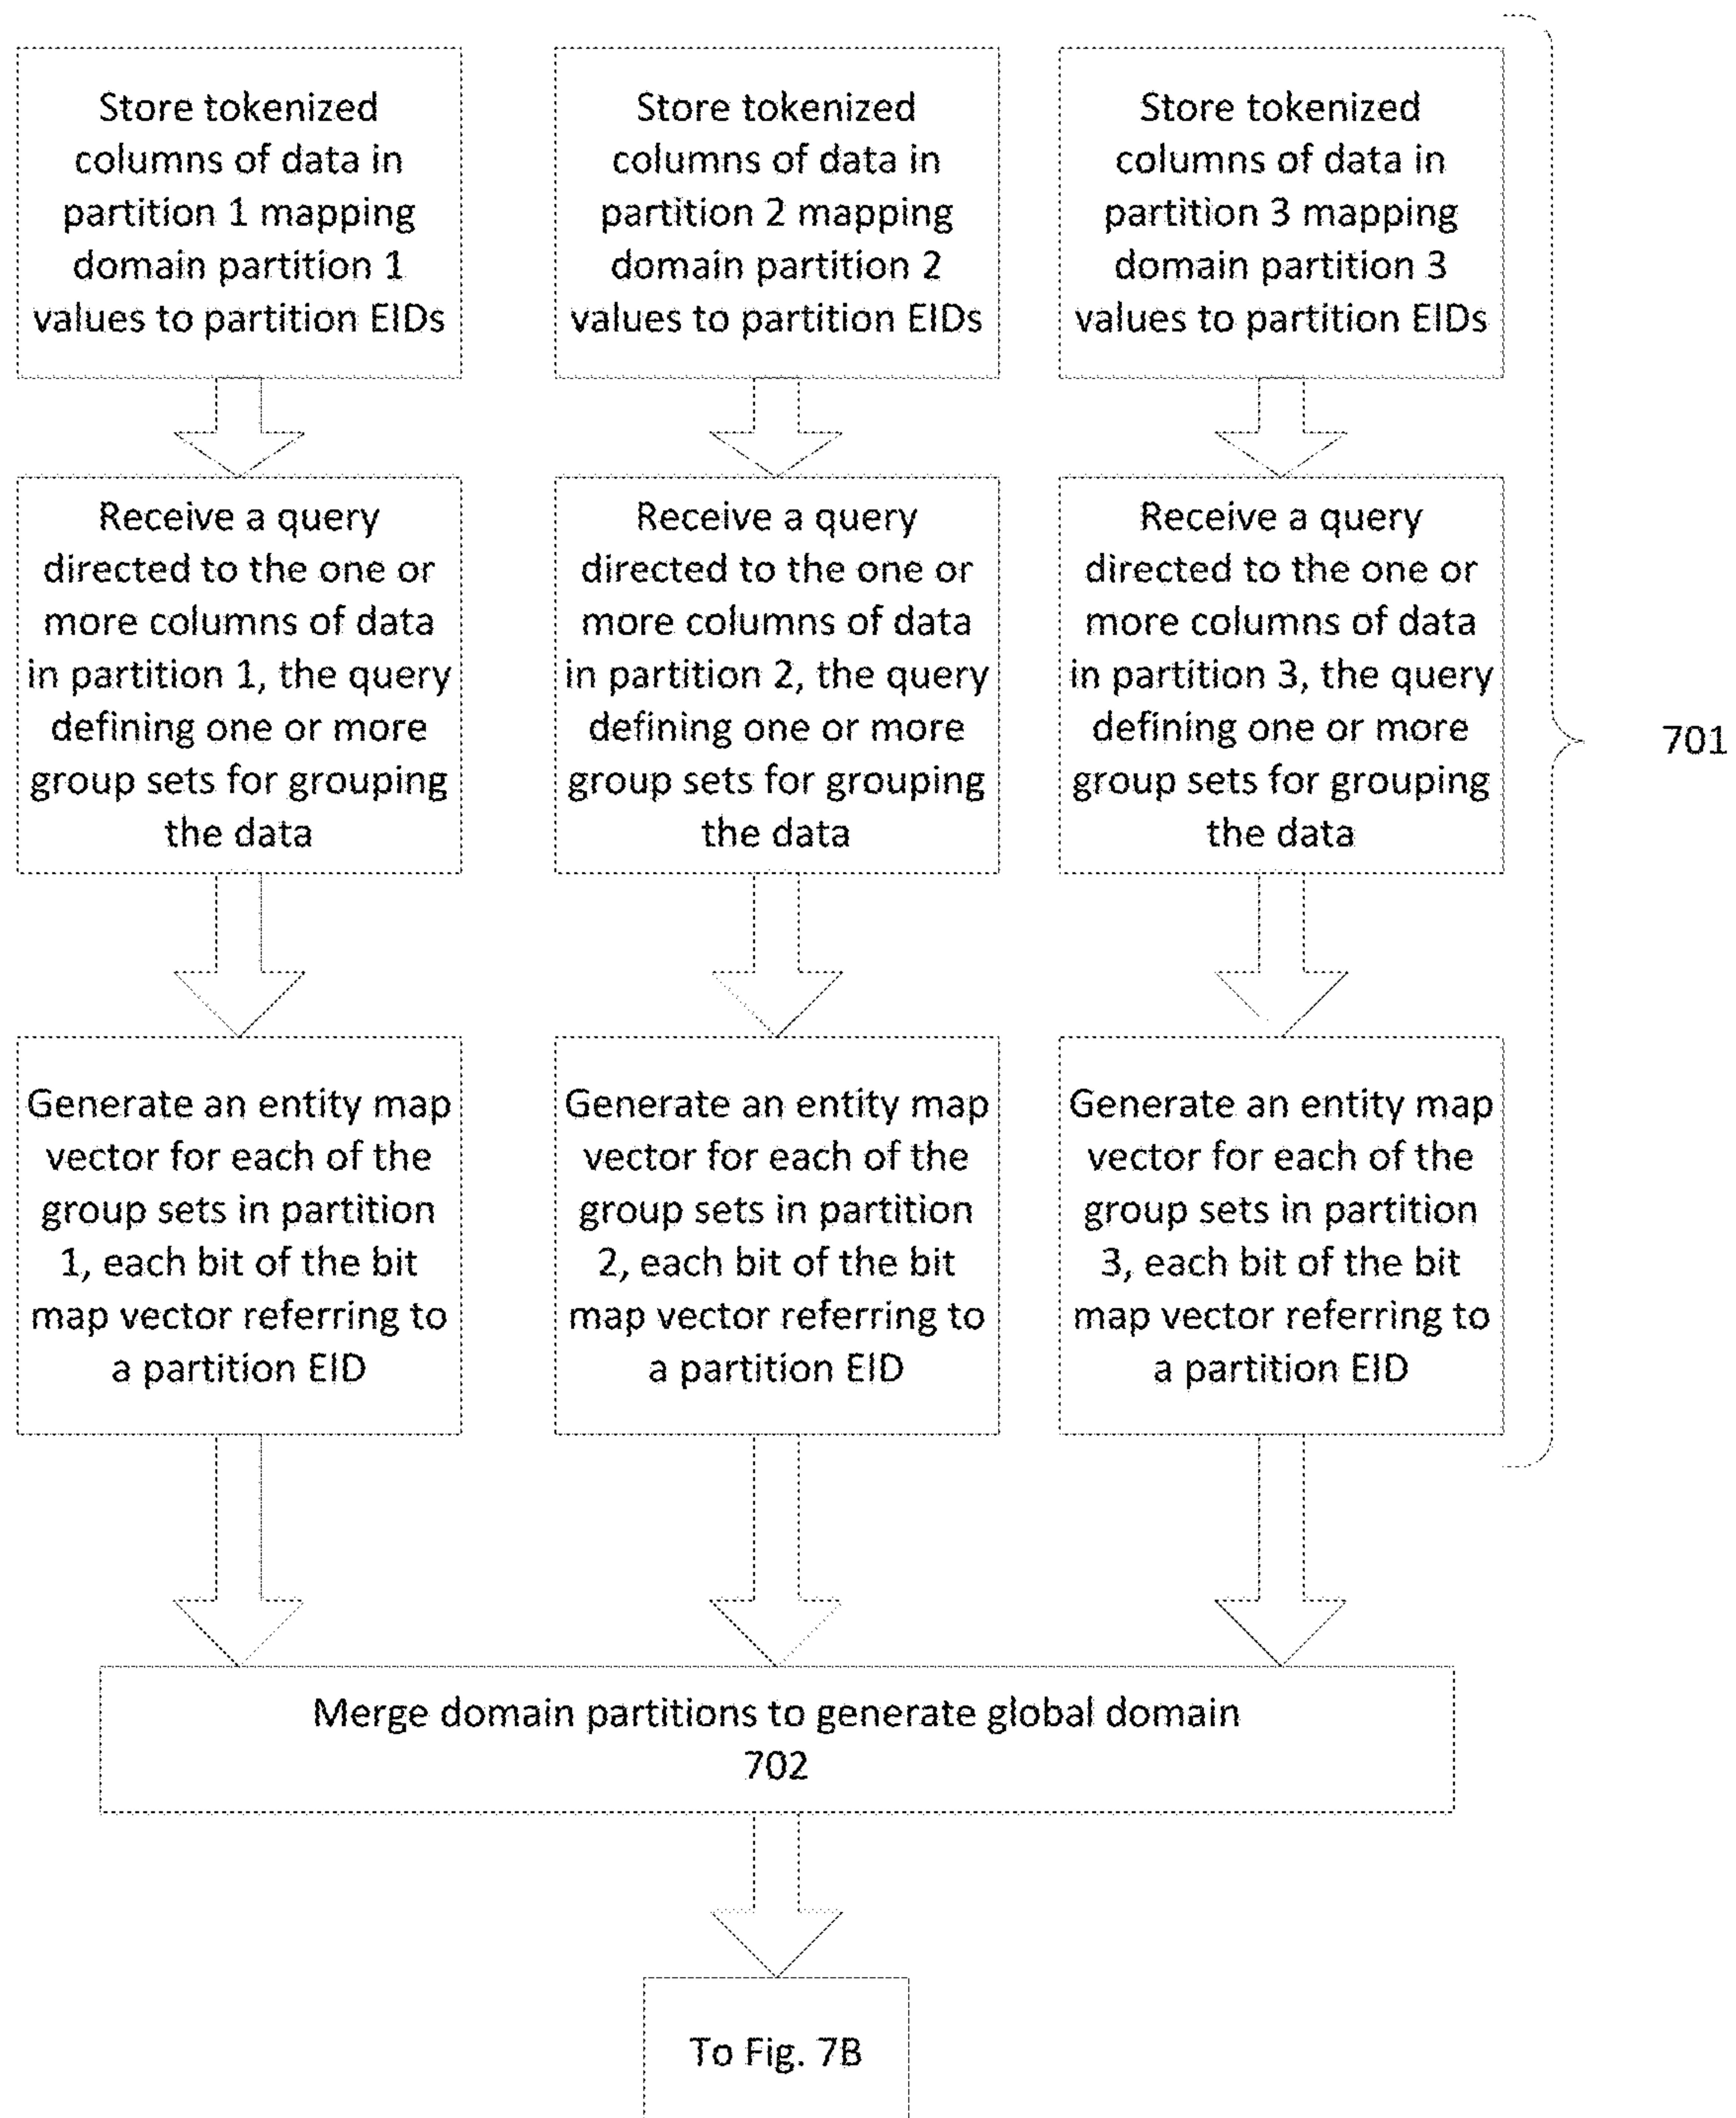 Store tokenized
columns of data in
partition 1 mapping
domain partition 1
values to partition EIDs
Store tokenized
columns of data in
partition 2 mapping
domain partition 2
values to partition EIDs
Store tokenized
columns of data in
partition 3 mapping
domain partition 3
values to partition EIDs
Receive a query
directed to the one or
more columns of data
in partition 1, the query
defining one or more
group sets for grouping
the data
Receive a query
directed to the one or
more columns of data
in partition 2, the query
defining one or more
group sets for grouping
the data
Receive a query
directed to the one or
more columns of data
in partition 3, the query
defining one or more
group sets for grouping
the data
701
Generate an entity map
vector for each of the
group sets in partition
1, each bit of the bit
map vector referring to
a partition EID
Generate an entity map
vector for each of the
group sets in partition
2, each bit of the bit
map vector referring to
a partition EID
Generate an entity map
vector for each of the
group sets in partition
3, each bit of the bit
map vector referring to
a partition EID
Merge domain partitions to generate global domain
702
To Fig. 7B